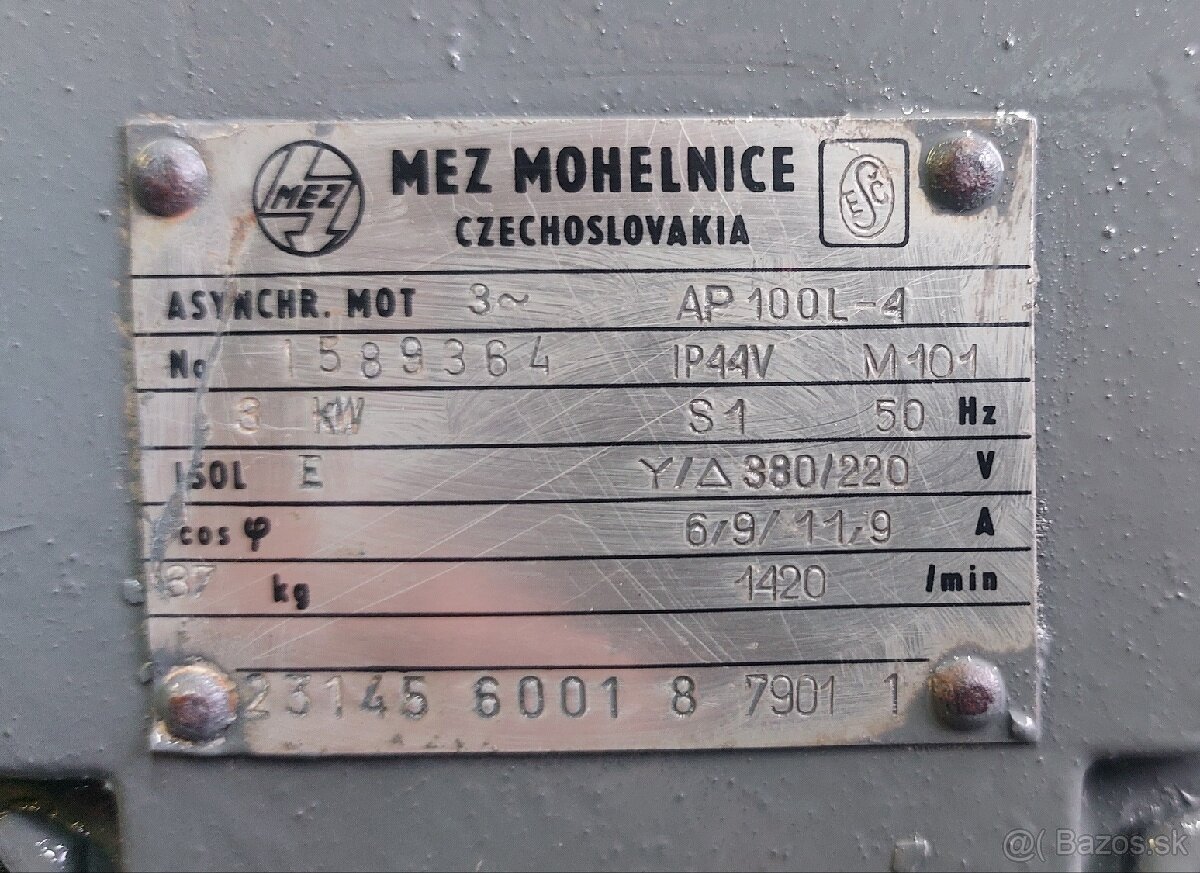 MEZ MEZ MOHELNICE ESC
CZECHOSLOVAKIA
ASYNCHR. MOT 3~ AP 100L-4
No 1589364 IP44V M101
3 KW S1 50 Hz
ISOL E Y/Δ 380/220 V
cos φ 6,9/11,9 A
37 kg 1420 /min
23145 6001 8 7901 1
@( Bazos.sk